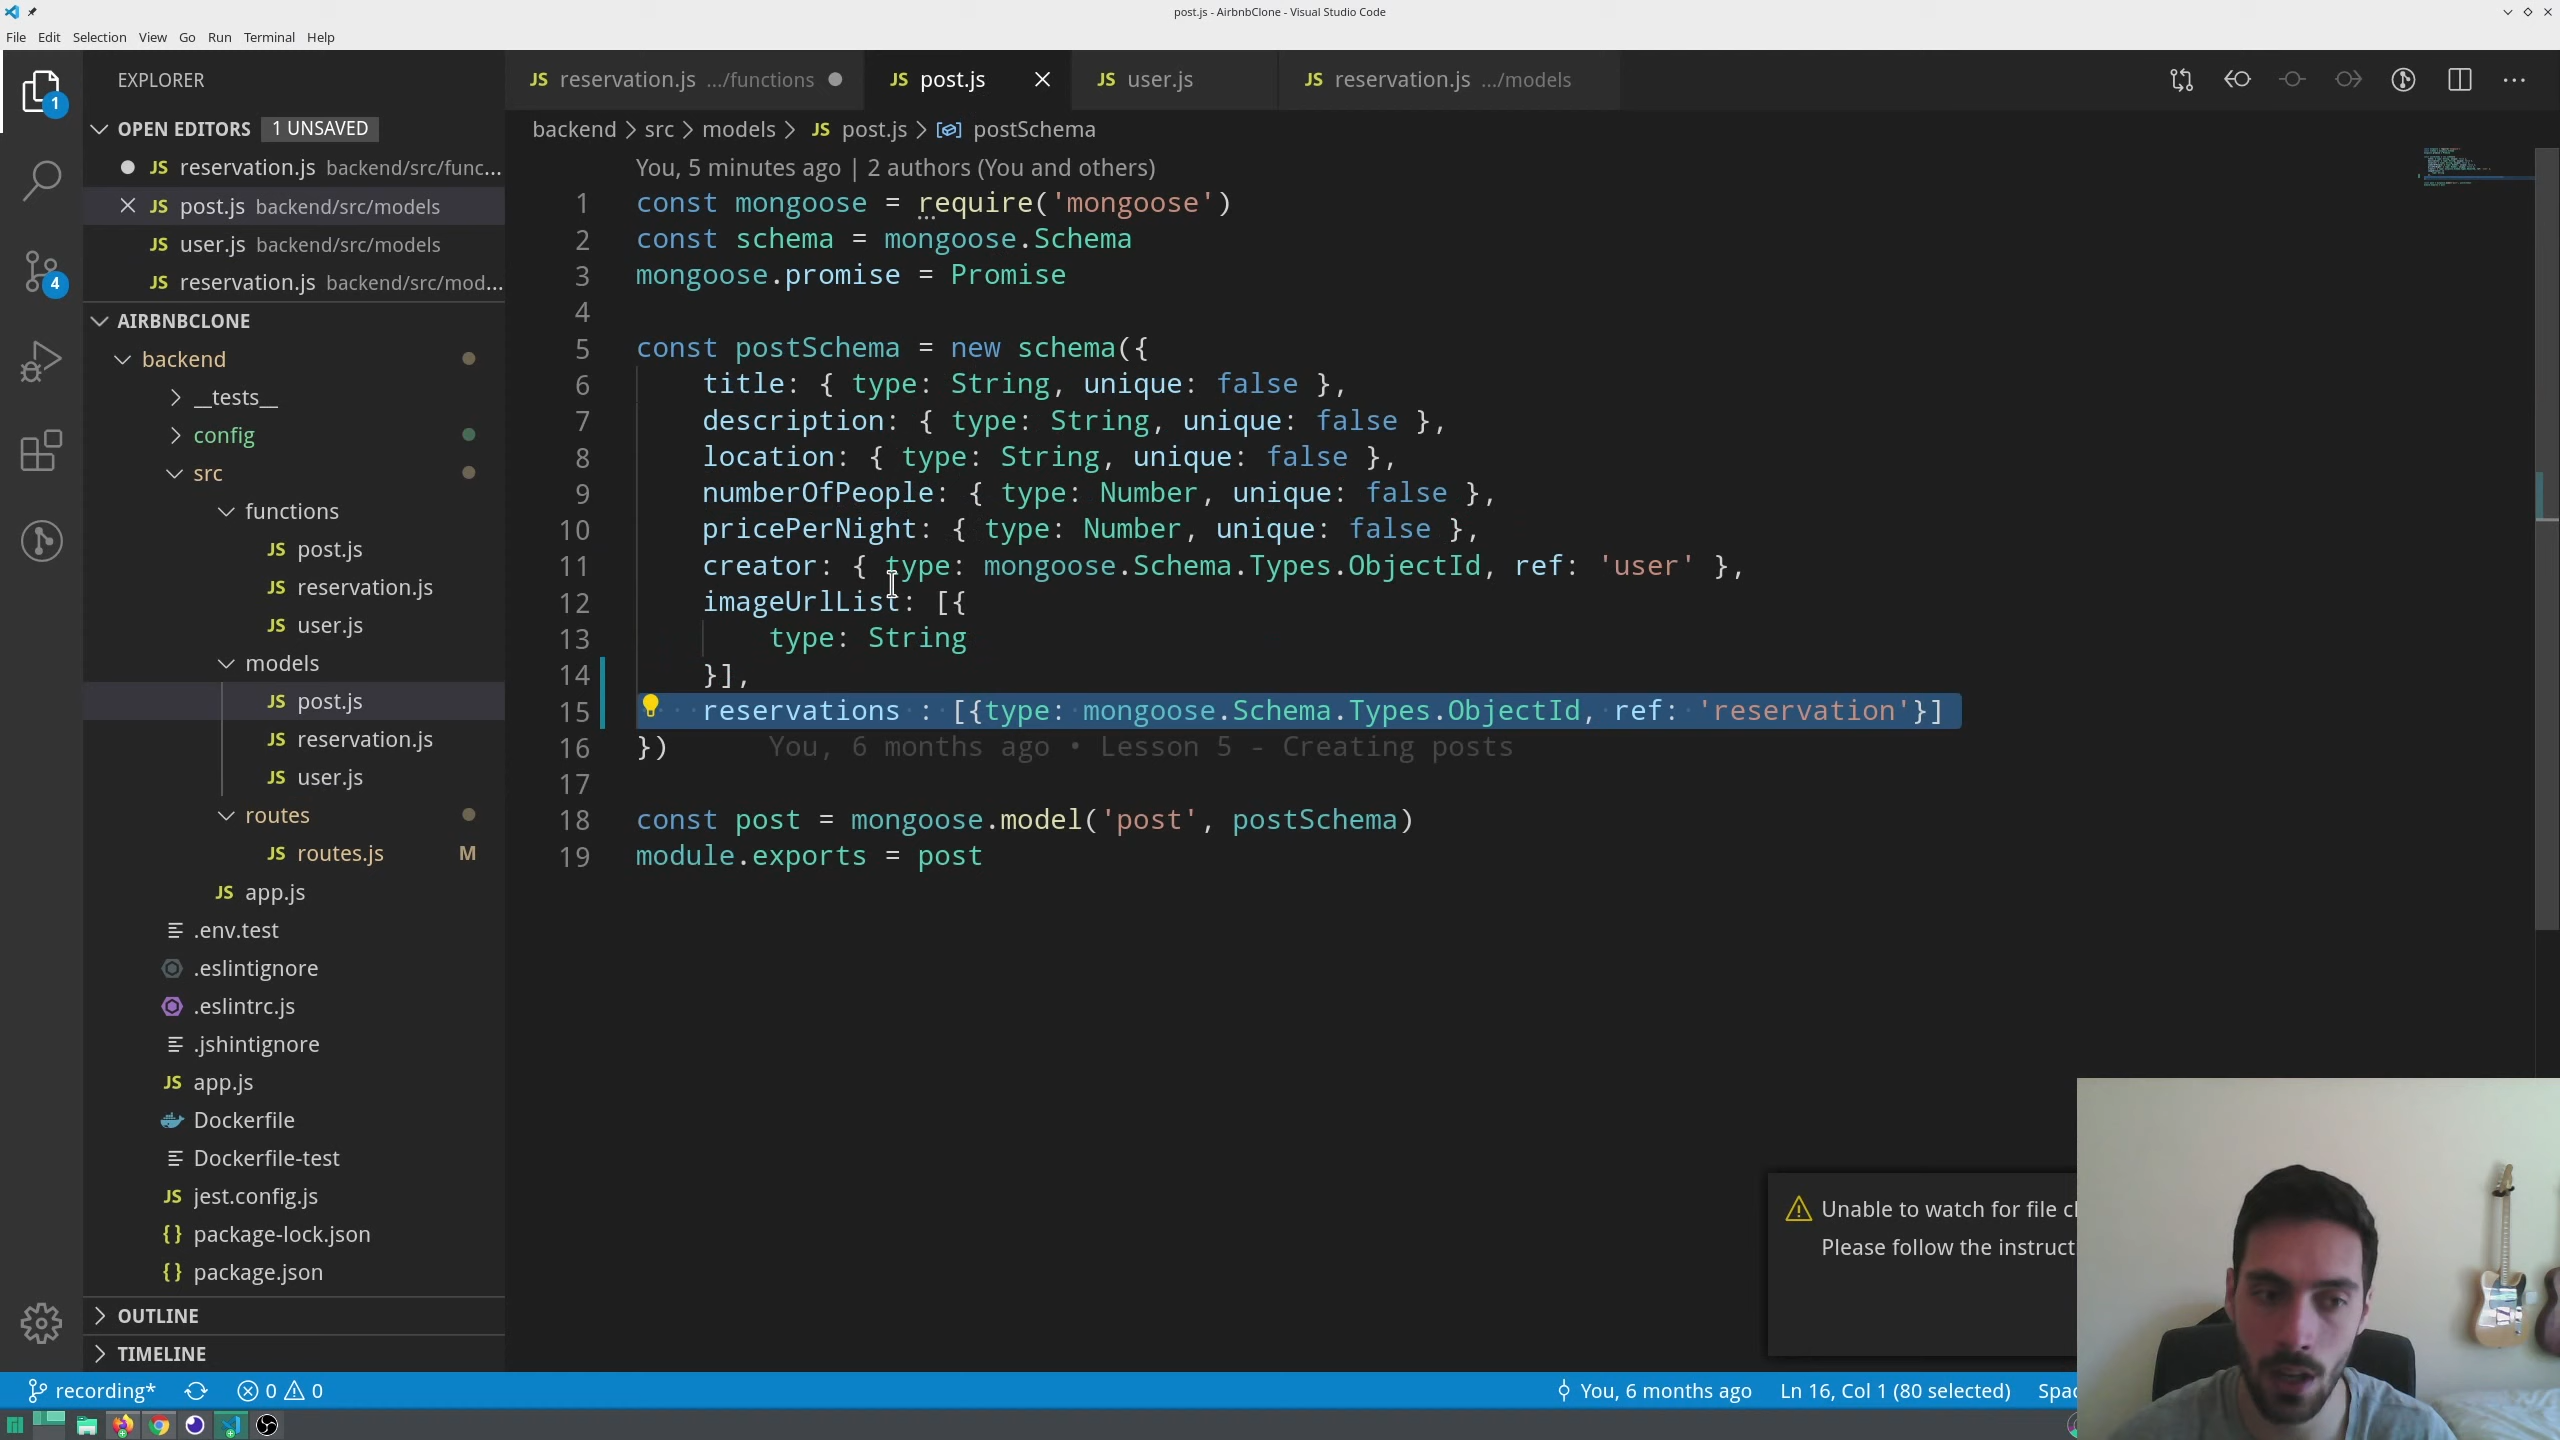 post.js - AirbnbClone - Visual Studio Code
File Edit Selection View Go Run Terminal Help
EXPLORER
OPEN EDITORS 1 UNSAVED
JS reservation.js backend/src/func...
JS post.js backend/src/models
JS user.js backend/src/models
JS reservation.js backend/src/mod...
AIRBNBCLONE
backend
__tests__
config
src
functions
JS post.js
JS reservation.js
JS user.js
models
JS post.js
JS reservation.js
JS user.js
routes
JS routes.js M
JS app.js
.env.test
.eslintignore
.eslintrc.js
.jshintignore
JS app.js
Dockerfile
Dockerfile-test
JS jest.config.js
{} package-lock.json
{} package.json
OUTLINE
TIMELINE
1
4
JS reservation.js .../functions JS post.js JS user.js JS reservation.js .../models
backend > src > models > JS post.js > postSchema
You, 5 minutes ago | 2 authors (You and others)
1 const mongoose = require('mongoose')
2 const schema = mongoose.Schema
3 mongoose.promise = Promise
4
5 const postSchema = new schema({
6 title: { type: String, unique: false },
7 description: { type: String, unique: false },
8 location: { type: String, unique: false },
9 numberOfPeople: { type: Number, unique: false },
10 pricePerNight: { type: Number, unique: false },
11 creator: { type: mongoose.Schema.Types.ObjectId, ref: 'user' },
12 imageUrlList: [{
13 type: String
14 }],
15 reservations : [{type: mongoose.Schema.Types.ObjectId, ref: 'reservation'}]
16 }) You, 6 months ago • Lesson 5 - Creating posts
17
18 const post = mongoose.model('post', postSchema)
19 module.exports = post
Unable to watch for file
Please follow the
recording* 0 0 You, 6 months ago Ln 16, Col 1 (80 selected)